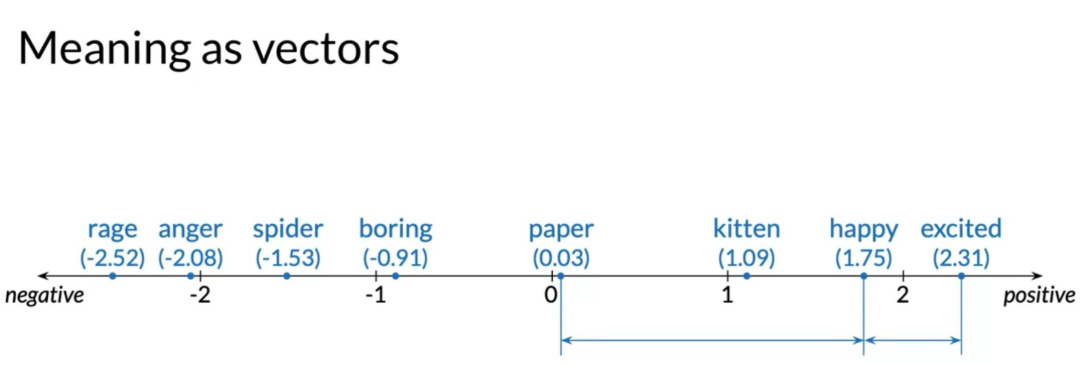 Meaning as vectors
rage anger spider boring paper kitten happy excited
(-2.52) (-2.08) (-1.53) (-0.91) (0.03) (1.09) (1.75) (2.31)
negative -2 -1 0 1 2 positive